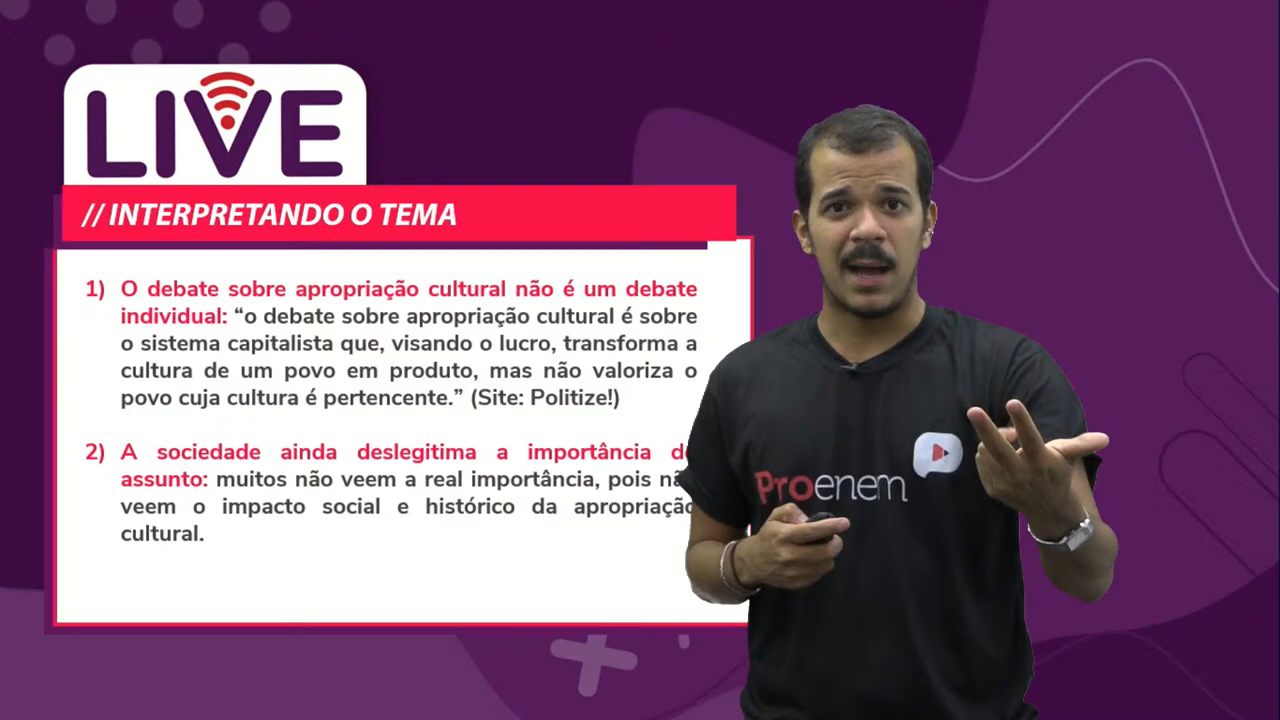 LIVE
// INTERPRETANDO O TEMA
1) O debate sobre apropriação cultural não é um debate
individual: “o debate sobre apropriação cultural é sobre
o sistema capitalista que, visando o lucro, transforma a
cultura de um povo em produto, mas não valoriza o
povo cuja cultura é pertencente.” (Site: Politize!)
2) A sociedade ainda deslegitima a importância d
assunto: muitos não veem a real importância, pois nã
veem o impacto social e histórico da apropriação
cultural.
Proenem